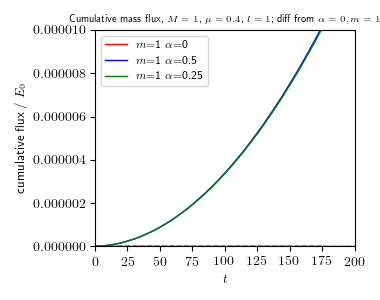 Cumulative mass flux, M = 1, μ = 0.4, l = 1; diff from α = 0, m = 1
0.000010
0.000008
0.000006
0.000004
0.000002
0.000000
cumulative flux / E₀
m=1 α=0
m=1 α=0.5
m=1 α=0.25
0 25 50 75 100 125 150 175 200
t